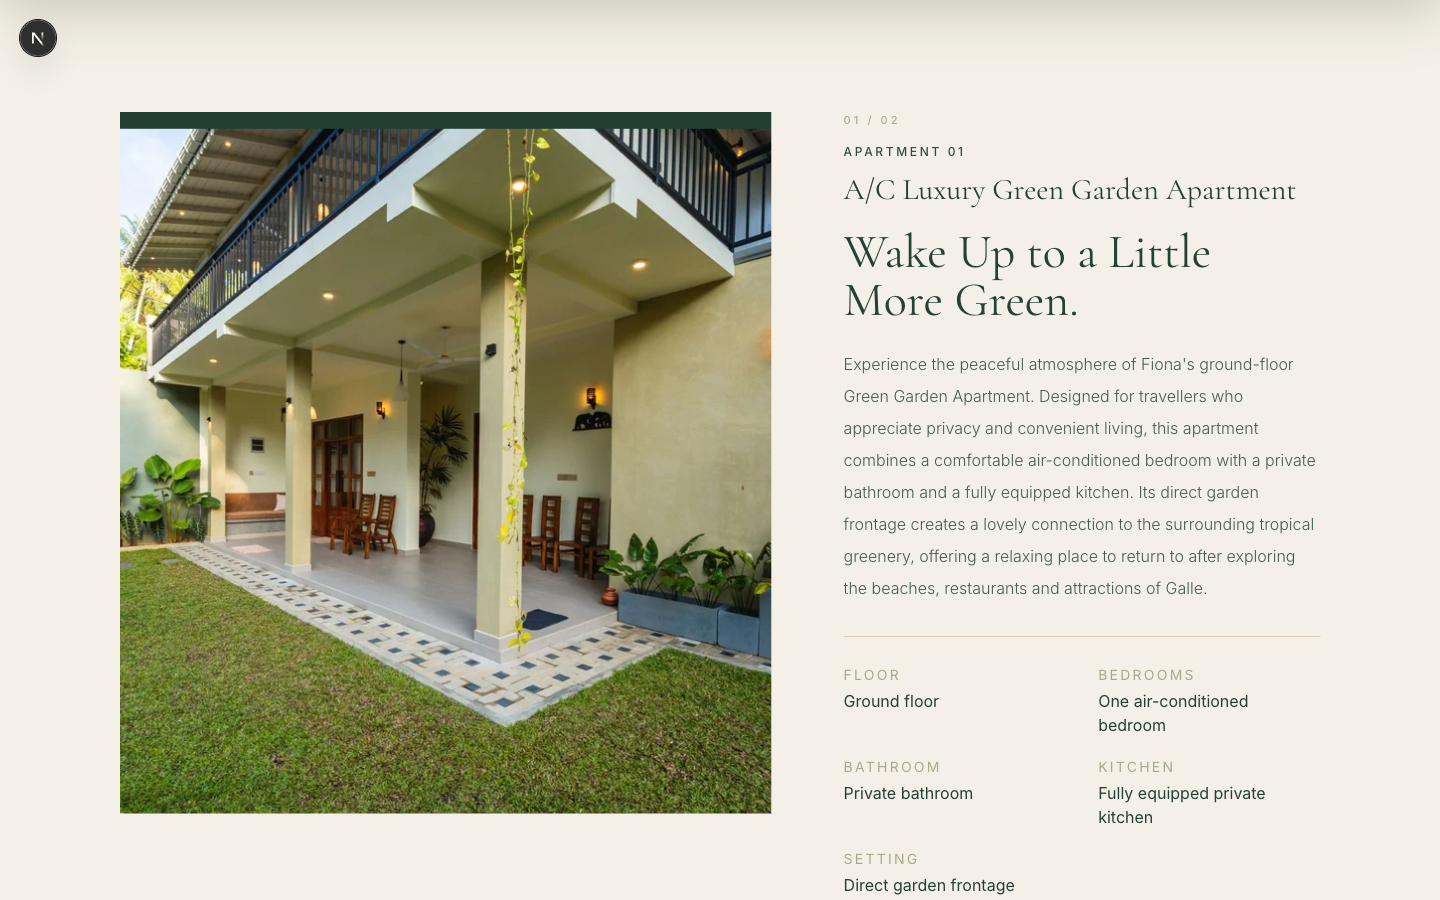 N
01 / 02
APARTMENT 01
A/C Luxury Green Garden Apartment
Wake Up to a Little
More Green.
Experience the peaceful atmosphere of Fiona's ground-floor
Green Garden Apartment. Designed for travellers who
appreciate privacy and convenient living, this apartment
combines a comfortable air-conditioned bedroom with a private
bathroom and a fully equipped kitchen. Its direct garden
frontage creates a lovely connection to the surrounding tropical
greenery, offering a relaxing place to return to after exploring
the beaches, restaurants and attractions of Galle.
FLOOR
Ground floor
BEDROOMS
One air-conditioned
bedroom
BATHROOM
Private bathroom
KITCHEN
Fully equipped private
kitchen
SETTING
Direct garden frontage